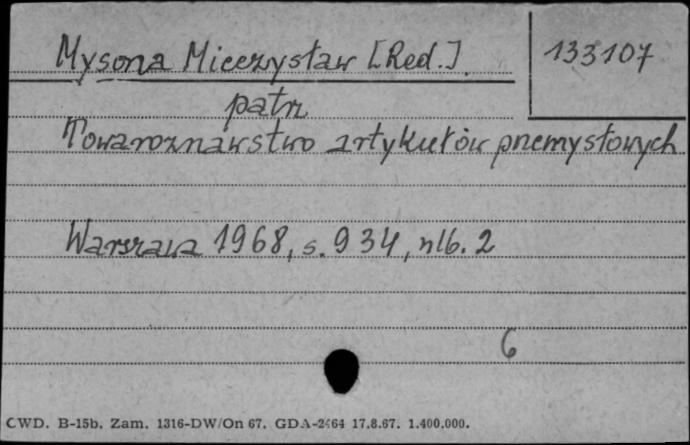 Mysona Mieczysław [Red.]
133107
patrz
Towaroznawstwo artykułów przemysłowych
Warszawa 1968, s. 934, nlb. 2
6
CWD. B-15b. Zam. 1316-DW/On 67. GDA-2464 17.8.67. 1.400.000.